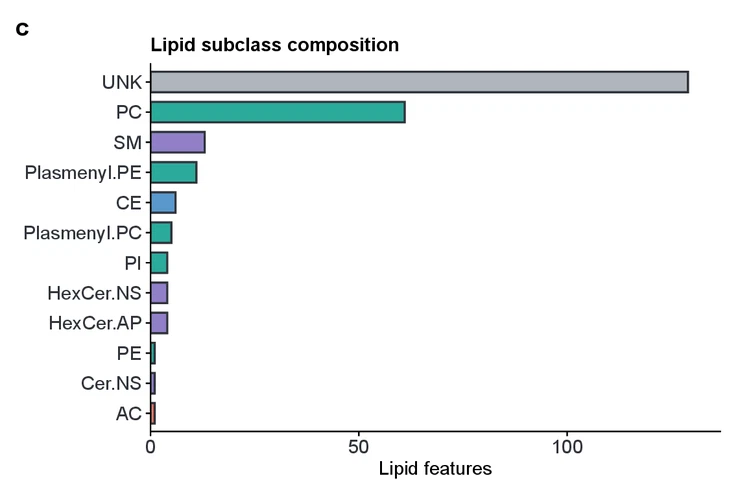 c
Lipid subclass composition
UNK
PC
SM
Plasmenyl.PE
CE
Plasmenyl.PC
PI
HexCer.NS
HexCer.AP
PE
Cer.NS
AC
0 50 100
Lipid features